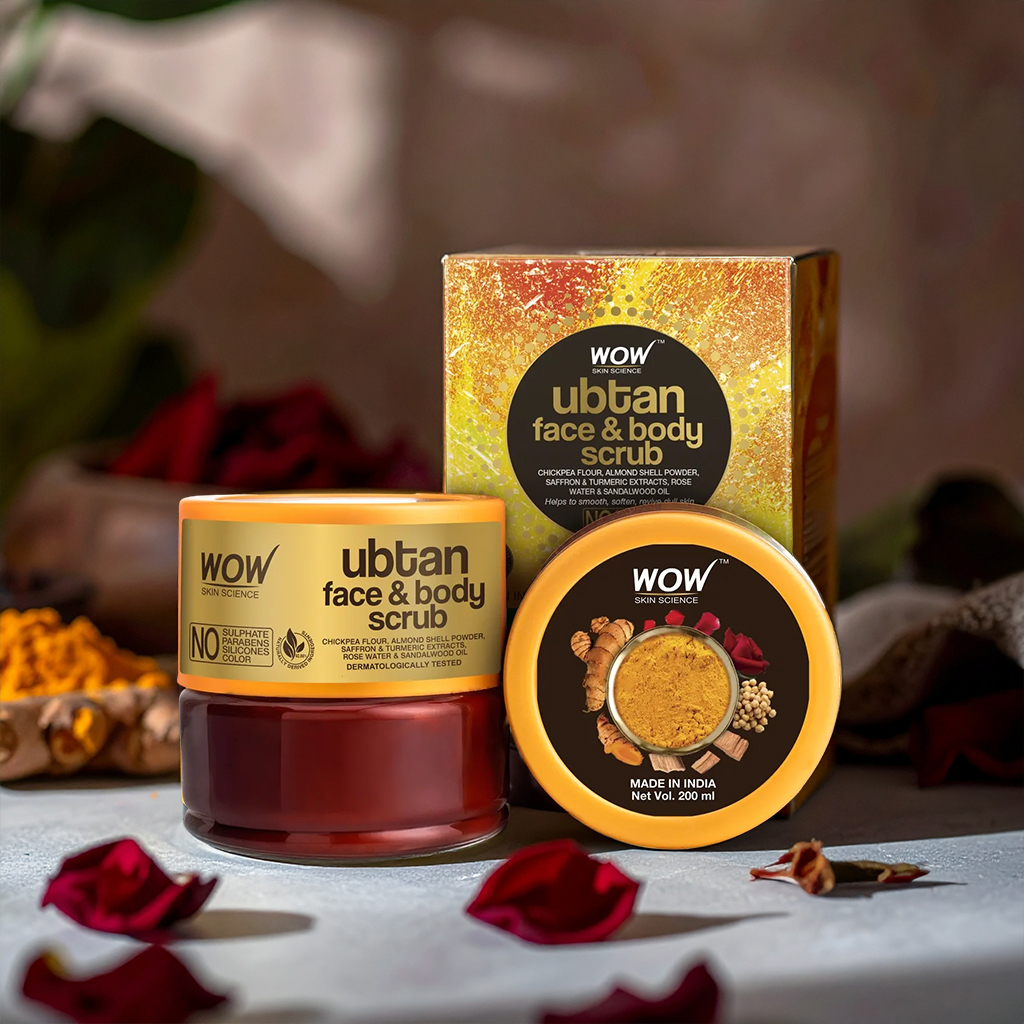 WOW™
SKIN SCIENCE
ubtan
face & body
scrub
CHICKPEA FLOUR, ALMOND SHELL POWDER,
SAFFRON & TURMERIC EXTRACTS, ROSE
WATER & SANDALWOOD OIL
Helps to smooth, soften, revive dull skin
NO
WOW
SKIN SCIENCE
NO SULPHATE
PARABENS
SILICONES
COLOR
ubtan
face & body
scrub
CHICKPEA FLOUR, ALMOND SHELL POWDER,
SAFFRON & TURMERIC EXTRACTS,
ROSE WATER & SANDALWOOD OIL
DERMATOLOGICALLY TESTED
WOW™
SKIN SCIENCE
MADE IN INDIA
Net Vol. 200 ml